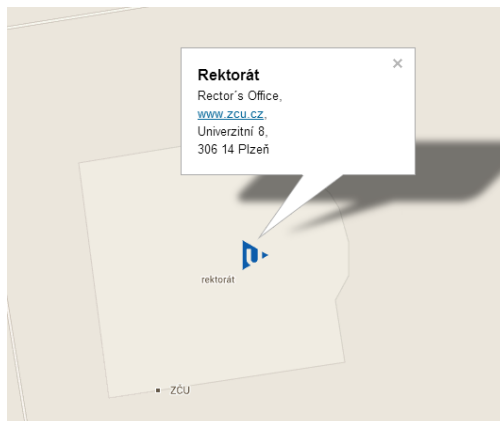 Rektorát
Rector´s Office,
www.zcu.cz,
Univerzitní 8,
306 14 Plzeň
rektorát
ZČU